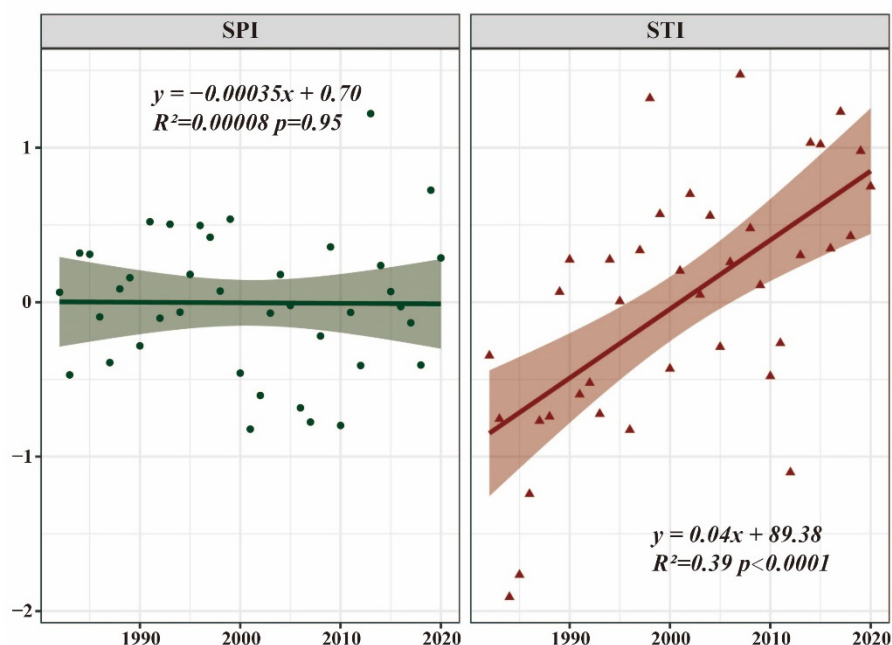 SPI
STI
y = −0.00035x + 0.70
R²=0.00008 p=0.95
y = 0.04x + 89.38
R²=0.39 p<0.0001
1
0
−1
−2
1990
2000
2010
2020
1990
2000
2010
2020